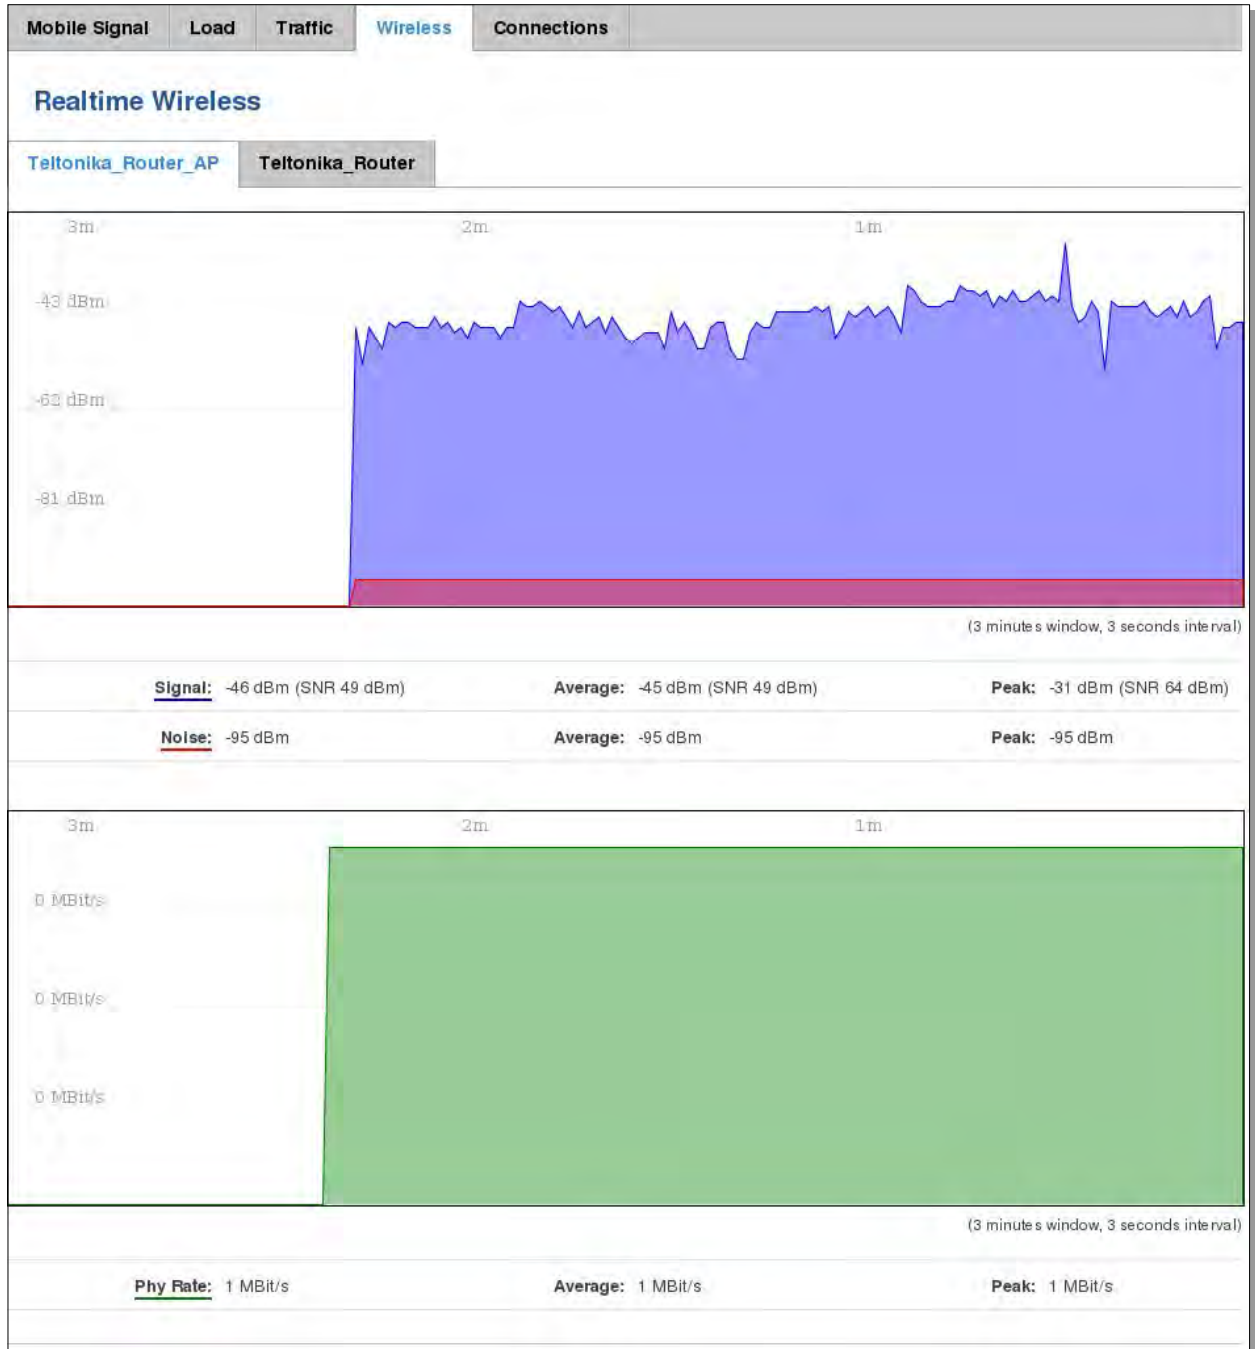 Mobile Signal Load Traffic Wireless Connections
Realtime Wireless
Teltonika_Router_AP Teltonika_Router
3m 2m 1m
-43 dBm
-62 dBm
-81 dBm
(3 minutes window, 3 seconds interval)
Signal: -46 dBm (SNR 49 dBm) Average: -45 dBm (SNR 49 dBm) Peak: -31 dBm (SNR 64 dBm)
Noise: -95 dBm Average: -95 dBm Peak: -95 dBm
3m 2m 1m
0 MBit/s
0 MBit/s
0 MBit/s
(3 minutes window, 3 seconds interval)
Phy Rate: 1 MBit/s Average: 1 MBit/s Peak: 1 MBit/s